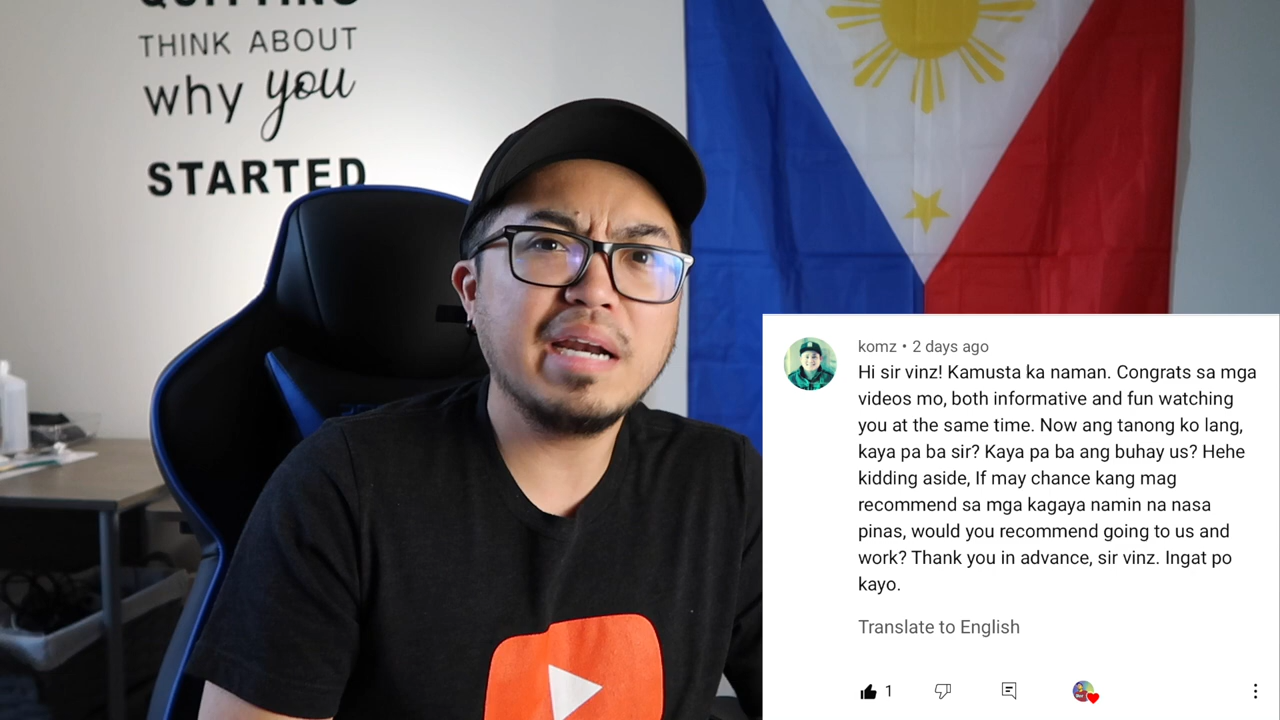 QUITTING
THINK ABOUT
why you
STARTED
komz • 2 days ago
Hi sir vinz! Kamusta ka naman. Congrats sa mga
videos mo, both informative and fun watching
you at the same time. Now ang tanong ko lang,
kaya pa ba sir? Kaya pa ba ang buhay us? Hehe
kidding aside, If may chance kang mag
recommend sa mga kagaya namin na nasa
pinas, would you recommend going to us and
work? Thank you in advance, sir vinz. Ingat po
kayo.
Translate to English
1